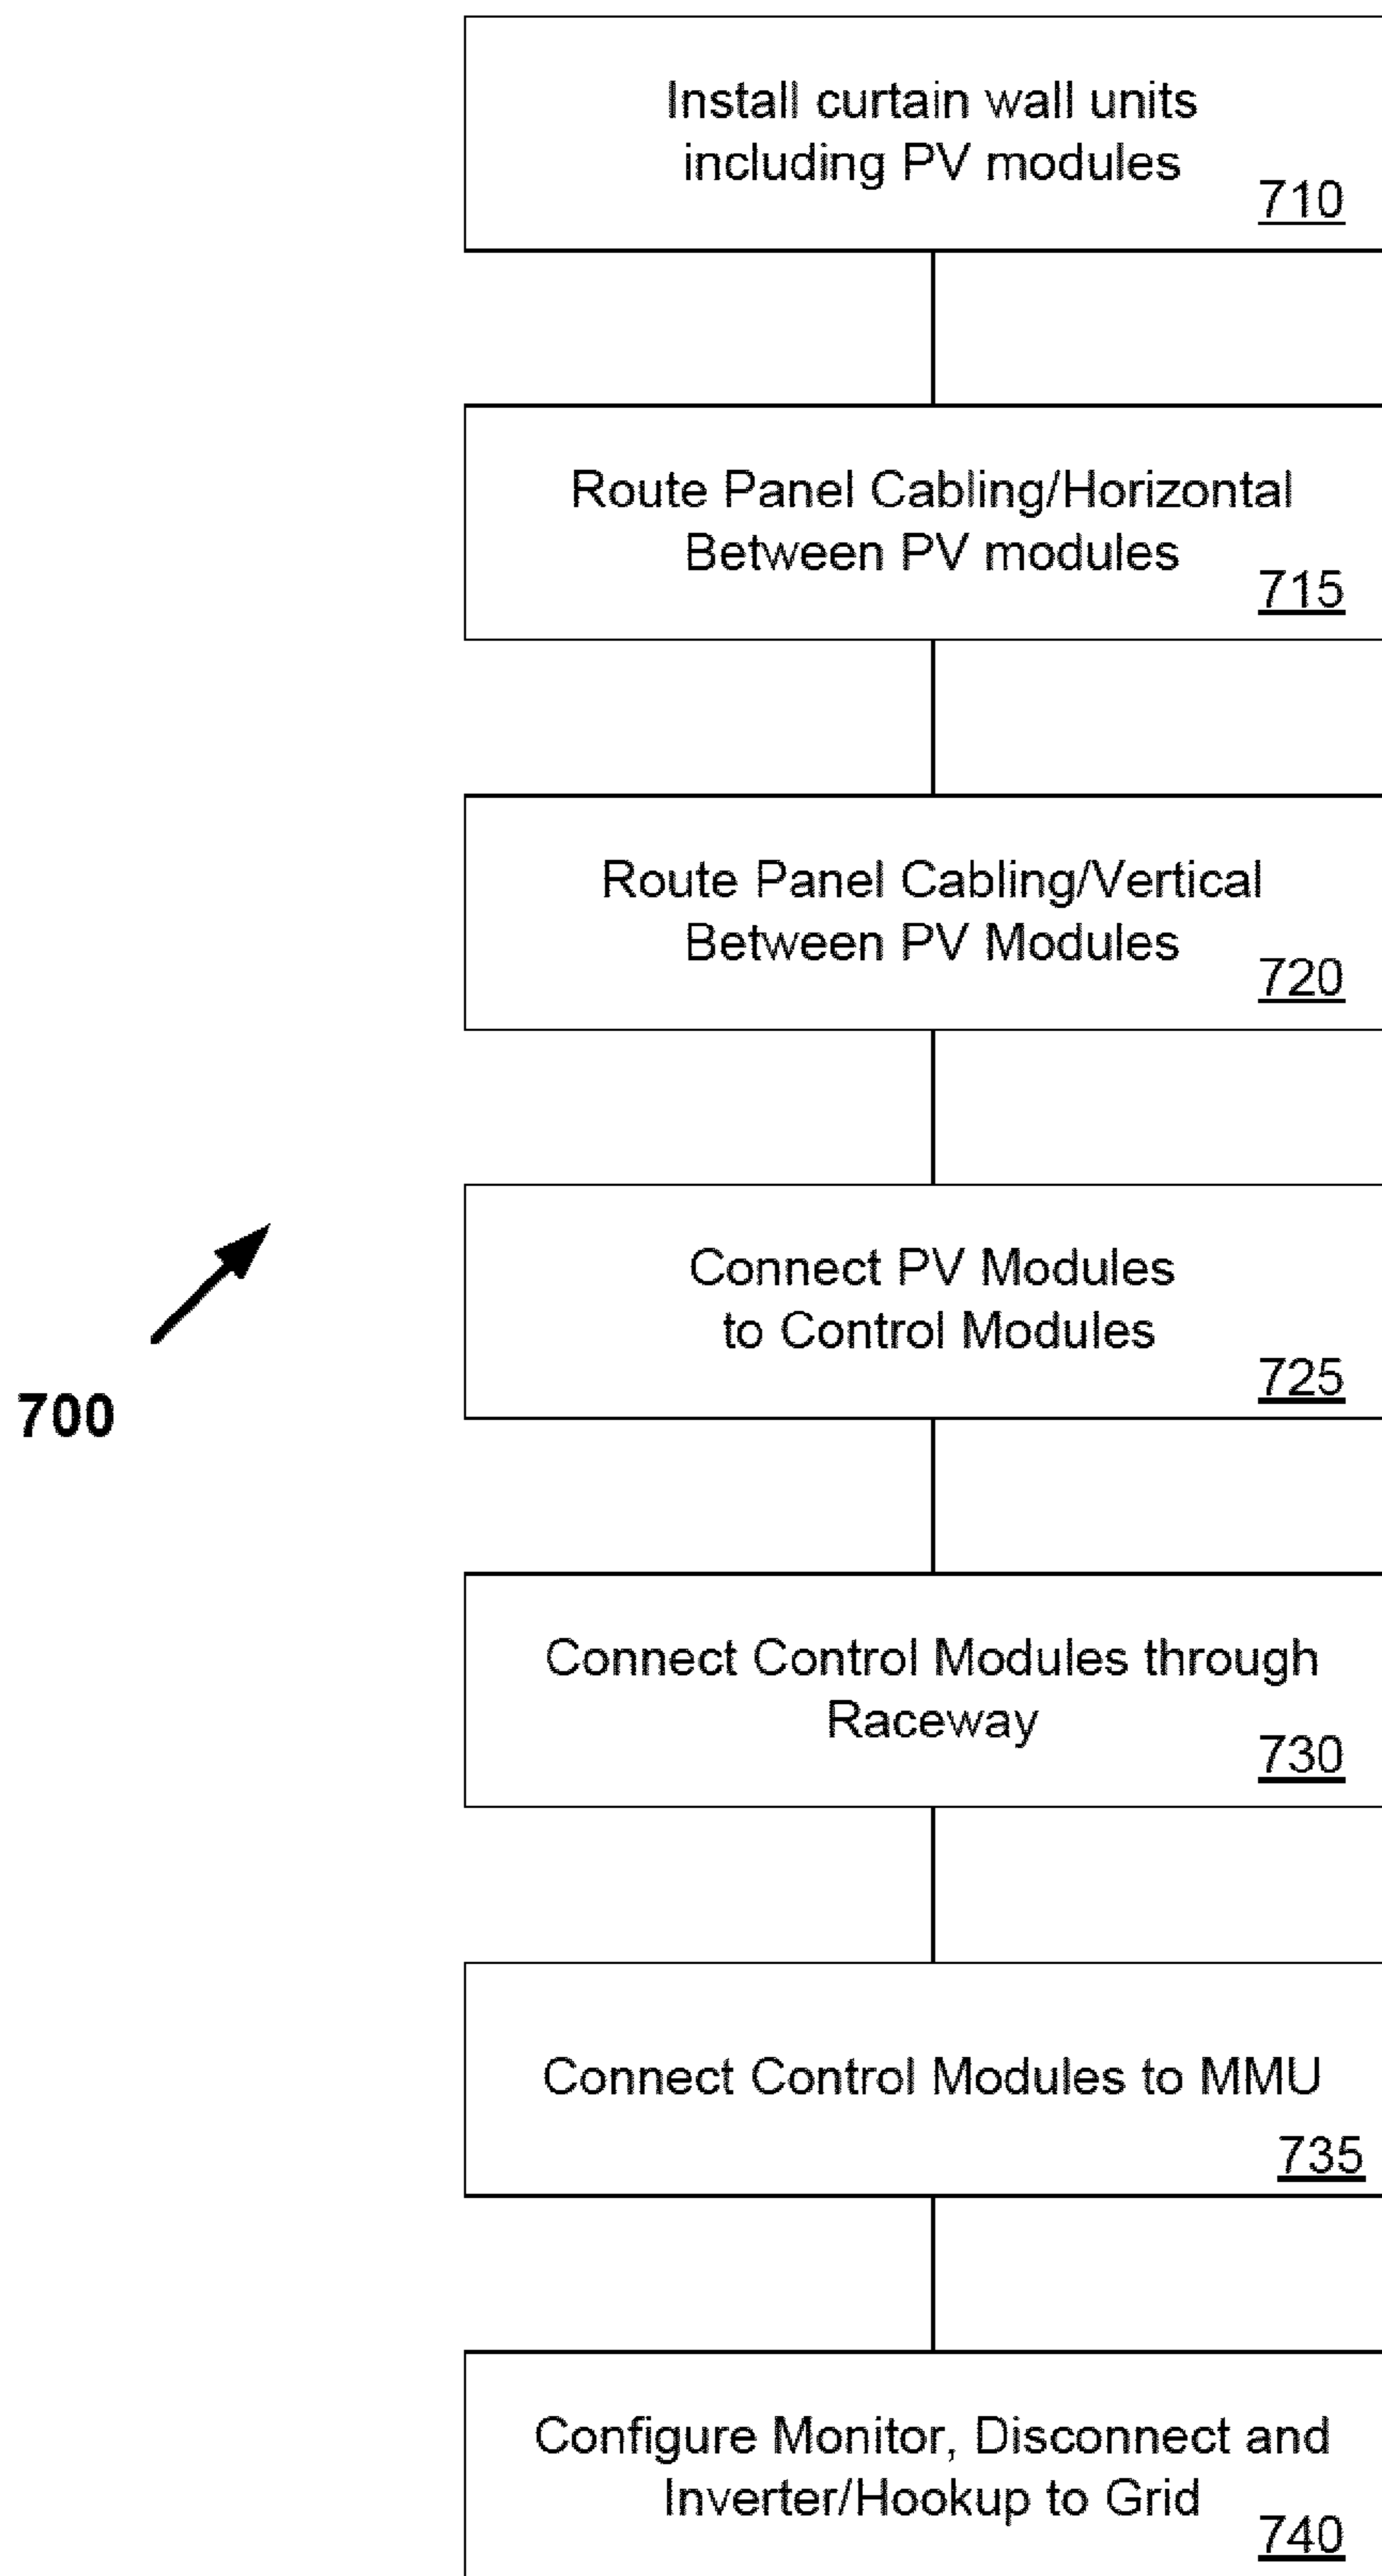 Install curtain wall units
including PV modules
710
Route Panel Cabling/Horizontal
Between PV modules
715
Route Panel Cabling/Vertical
Between PV Modules
720
Connect PV Modules
to Control Modules
725
700
Connect Control Modules through
Raceway
730
Connect Control Modules to MMU
735
Configure Monitor, Disconnect and
Inverter/Hookup to Grid
740